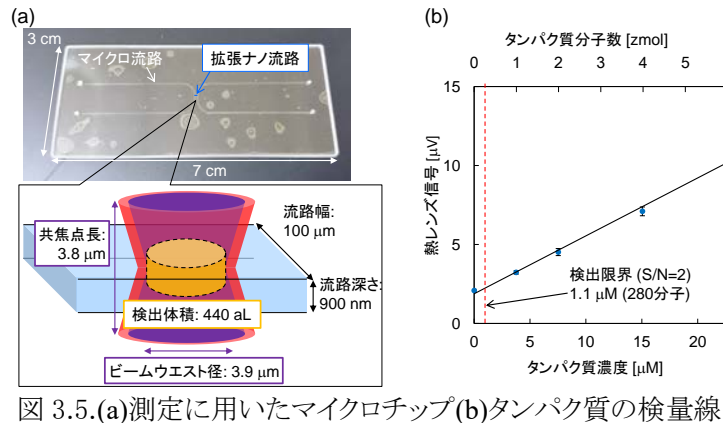 (a)
3 cm
マイクロ流路
拡張ナノ流路
7 cm
共焦点長:
3.8 μm
流路幅:
100 μm
流路深さ:
900 nm
検出体積: 440 aL
ビームウエスト径: 3.9 μm
(b)
タンパク質分子数 [zmol]
0 1 2 3 4 5
熱レンズ信号 [μV]
15
10
5
0
検出限界 (S/N=2)
1.1 μM (280分子)
0 5 10 15 20
タンパク質濃度 [μM]
図 3.5.(a)測定に用いたマイクロチップ(b)タンパク質の検量線